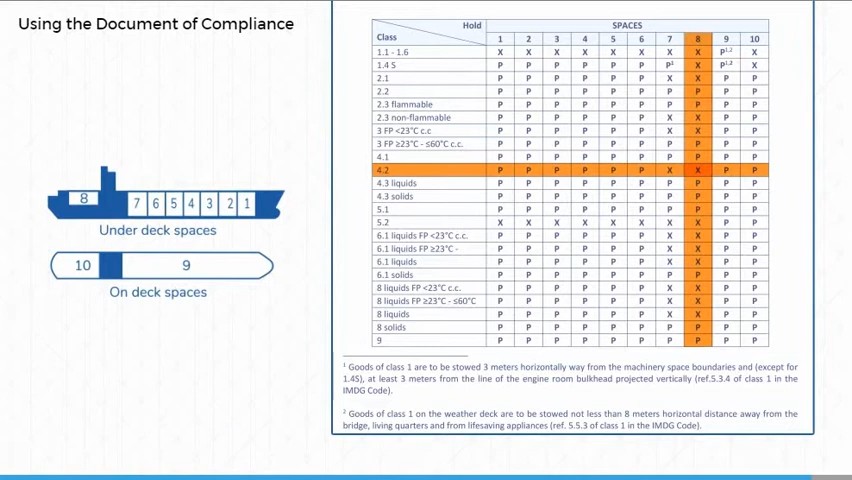 Using the Document of Compliance
Hold SPACES
Class 1 2 3 4 5 6 7 8 9 10
1.1 - 1.6 X X X X X X X X P1,2 X
1.4 S P P P P P P P1 X P1,2 X
2.1 P P P P P P X X P P
2.2 P P P P P P P P P P
2.3 flammable P P P P P P P P P P
2.3 non-flammable P P P P P P X X P P
3 FP <23°C c.c P P P P P P X X P P
3 FP ≥23°C - ≤60°C c.c. P P P P P P P P P P
4.1 P P P P P P P P P P
4.2 P P P P P P X X P P
4.3 liquids P P P P P P P P P P
4.3 solids P P P P P P P P P P
5.1 P P P P P P P P P P
5.2 X X X X X X X X P P
6.1 liquids FP <23°C c.c. P P P P P P X X P P
6.1 liquids FP ≥23°C - P P P P P P X X P P
6.1 liquids P P P P P P X X P P
6.1 solids P P P P P P P P P P
8 liquids FP <23°C c.c. P P P P P P X X P P
8 liquids FP ≥23°C - ≤60°C P P P P P P X X P P
8 liquids P P P P P P X X P P
8 solids P P P P P P P P P P
9 P P P P P P P P P P
8 7 6 5 4 3 2 1
Under deck spaces
10 9
On deck spaces
1 Goods of class 1 are to be stowed 3 meters horizontally way from the machinery space boundaries and (except for
1.4S), at least 3 meters from the line of the engine room bulkhead projected vertically (ref.5.3.4 of class 1 in the
IMDG Code).
2 Goods of class 1 on the weather deck are to be stowed not less than 8 meters horizontal distance away from the
bridge, living quarters and from lifesaving appliances (ref. 5.5.3 of class 1 in the IMDG Code).